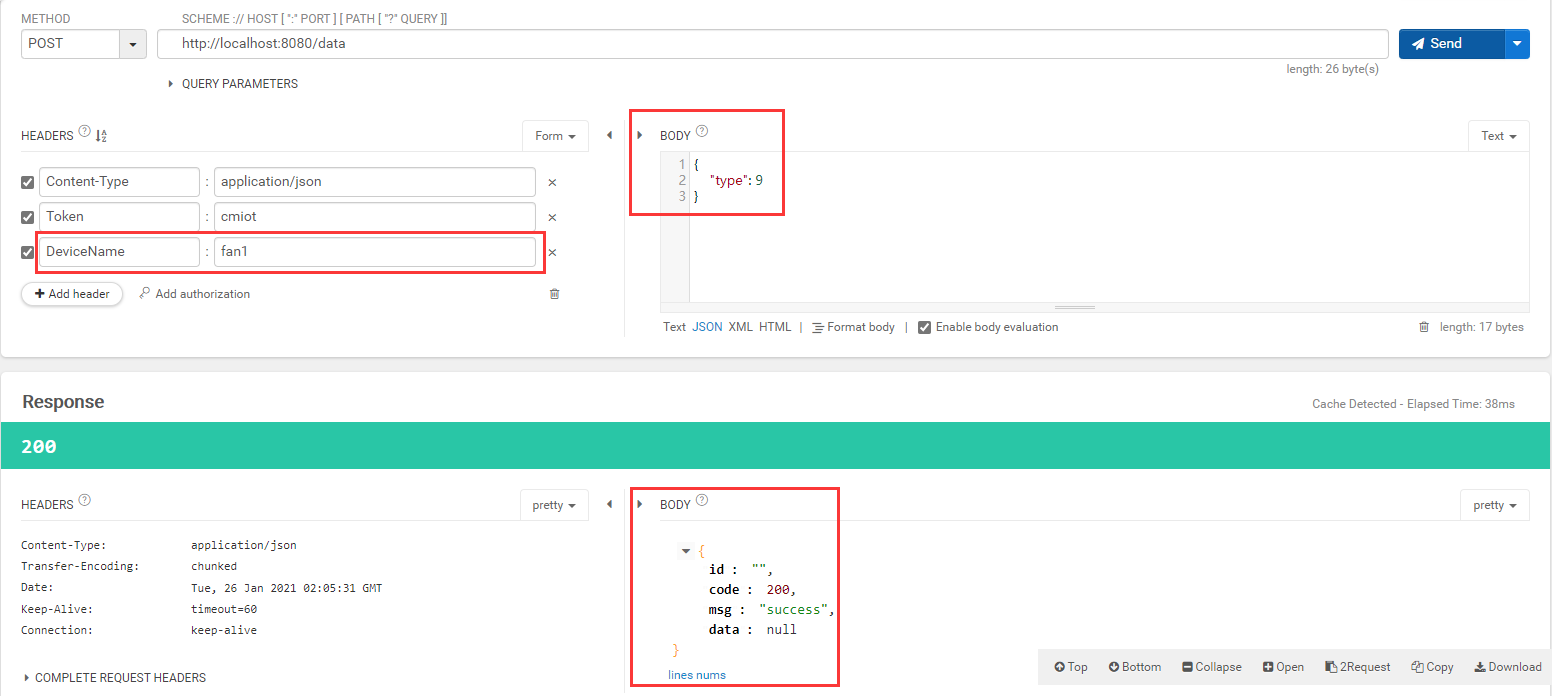 METHOD
SCHEME :// HOST [ ":" PORT ] [ PATH [ "?" QUERY ]]
POST
http://localhost:8080/data
Send
length: 26 byte(s)
QUERY PARAMETERS
HEADERS
Form
Content-Type : application/json
Token : cmiot
DeviceName : fan1
Add header
Add authorization
BODY
Text
1 {
2 "type":9
3 }
Text JSON XML HTML | Format body | Enable body evaluation
length: 17 bytes
Response
Cache Detected - Elapsed Time: 38ms
200
HEADERS
pretty
Content-Type: application/json
Transfer-Encoding: chunked
Date: Tue, 26 Jan 2021 02:05:31 GMT
Keep-Alive: timeout=60
Connection: keep-alive
COMPLETE REQUEST HEADERS
BODY
pretty
{
id : "",
code : 200,
msg : "success",
data : null
}
lines nums
Top Bottom Collapse Open 2Request Copy Download